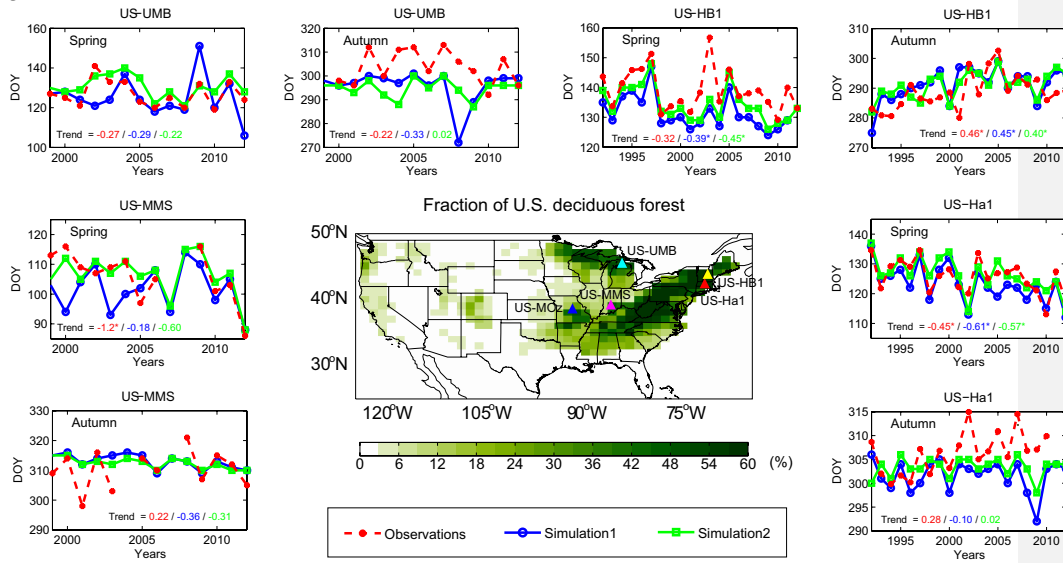 US-UMB
160
140
120
100
DOY
Spring
Trend = -0.27 / -0.29 / -0.22
2000 2005 2010
Years
US-UMB
320
310
300
290
280
270
DOY
Autumn
Trend = -0.22 / -0.33 / 0.02
2000 2005 2010
Years
US-HB1
160
150
140
130
120
DOY
Spring
Trend = -0.32 / -0.39* / -0.45*
1995 2000 2005 2010
Years
US-HB1
310
300
290
280
270
DOY
Autumn
Trend = 0.46* / 0.45* / 0.40*
1995 2000 2005 2010
Years
US-MMS
120
110
100
90
DOY
Spring
Trend = -1.2* / -0.18 / -0.60
2000 2005 2010
Years
Fraction of U.S. deciduous forest
50°N
40°N
30°N
120°W 105°W 90°W 75°W
US-UMB
US-HB1
US-MMS
US-Ha1
US-MOz
0 6 12 18 24 30 36 42 48 54 60 (%)
US-Ha1
140
130
120
110
DOY
Spring
Trend = -0.45* / -0.61* / -0.57*
1995 2000 2005 2010
Years
US-MMS
330
320
310
300
290
DOY
Autumn
Trend = 0.22 / -0.36 / -0.31
2000 2005 2010
Years
Observations Simulation1 Simulation2
US-Ha1
315
310
305
300
295
290
DOY
Autumn
Trend = 0.28 / -0.10 / 0.02
1995 2000 2005 2010
Years